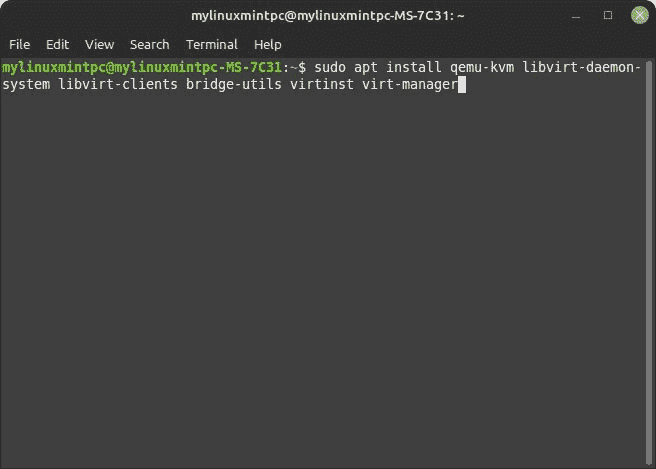 mylinuxmintpc@mylinuxmintpc-MS-7C31: ~
File Edit View Search Terminal Help
mylinuxmintpc@mylinuxmintpc-MS-7C31:~$ sudo apt install qemu-kvm libvirt-daemon-
system libvirt-clients bridge-utils virtinst virt-manager